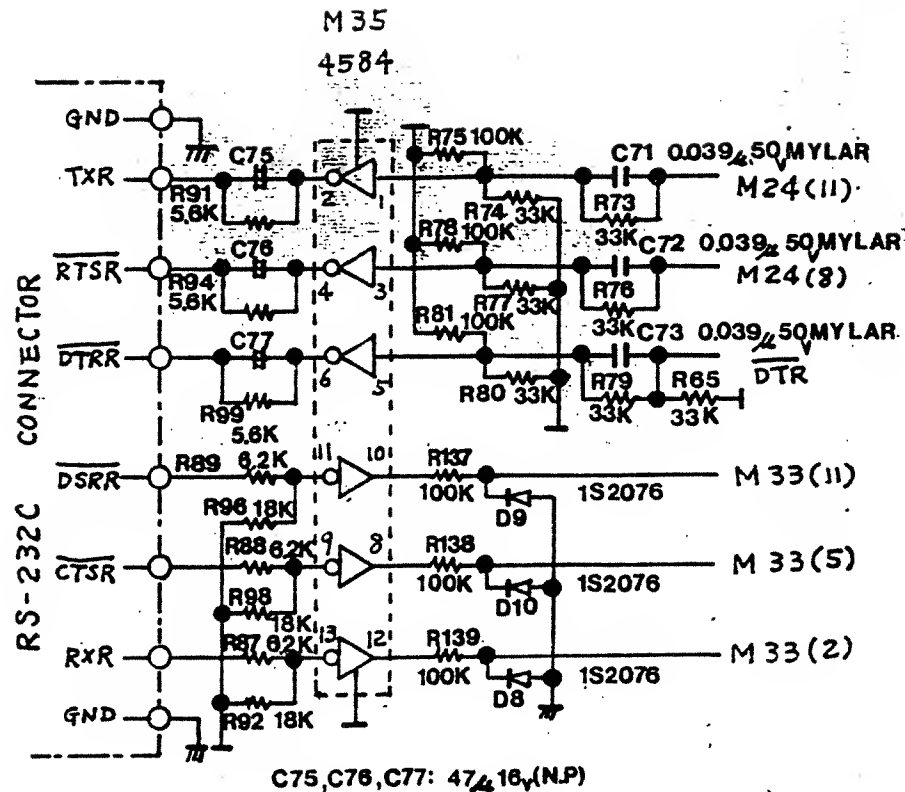 M35
4584
GND
R75 100K
C75
C71 0.039μ 50V MYLAR
TXR
2
1
M24(11)
R91
5.6K
R74
33K
R73
33K
R78
100K
C76
C72 0.039μ 50V MYLAR
RTSR
4
3
M24(8)
R94
5.6K
R77
33K
R76
33K
R81
100K
C77
C73 0.039μ 50V MYLAR
DTRR
6
5
DTR
R99
5.6K
R80
33K
R79
33K
R65
33K
RS-232C CONNECTOR
DSRR
R89
6.2K
11
10
R137
100K
M33(11)
R96
18K
D9
1S2076
R88
6.2K
CTSR
9
8
R138
100K
M33(5)
R98
18K
D10
1S2076
R87
6.2K
RXR
13
12
R139
100K
M33(2)
R92
18K
D8
1S2076
GND
C75,C76,C77: 47μ 16V(N.P)